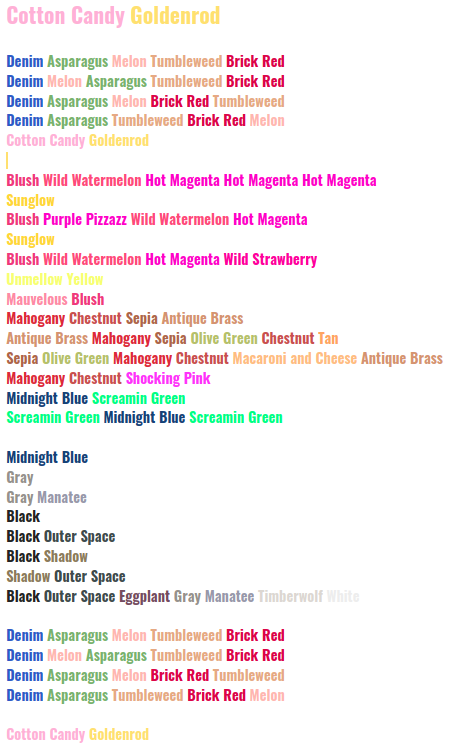 Cotton Candy Goldenrod
Denim Asparagus Melon Tumbleweed Brick Red
Denim Melon Asparagus Tumbleweed Brick Red
Denim Asparagus Melon Brick Red Tumbleweed
Denim Asparagus Tumbleweed Brick Red Melon
Cotton Candy Goldenrod
|
Blush Wild Watermelon Hot Magenta Hot Magenta Hot Magenta
Sunglow
Blush Purple Pizzazz Wild Watermelon Hot Magenta
Sunglow
Blush Wild Watermelon Hot Magenta Wild Strawberry
Unmellow Yellow
Mauvelous Blush
Mahogany Chestnut Sepia Antique Brass
Antique Brass Mahogany Sepia Olive Green Chestnut Tan
Sepia Olive Green Mahogany Chestnut Macaroni and Cheese Antique Brass
Mahogany Chestnut Shocking Pink
Midnight Blue Screamin Green
Screamin Green Midnight Blue Screamin Green
Midnight Blue
Gray
Gray Manatee
Black
Black Outer Space
Black Shadow
Shadow Outer Space
Black Outer Space Eggplant Gray Manatee Timberwolf White
Denim Asparagus Melon Tumbleweed Brick Red
Denim Melon Asparagus Tumbleweed Brick Red
Denim Asparagus Melon Brick Red Tumbleweed
Denim Asparagus Tumbleweed Brick Red Melon
Cotton Candy Goldenrod